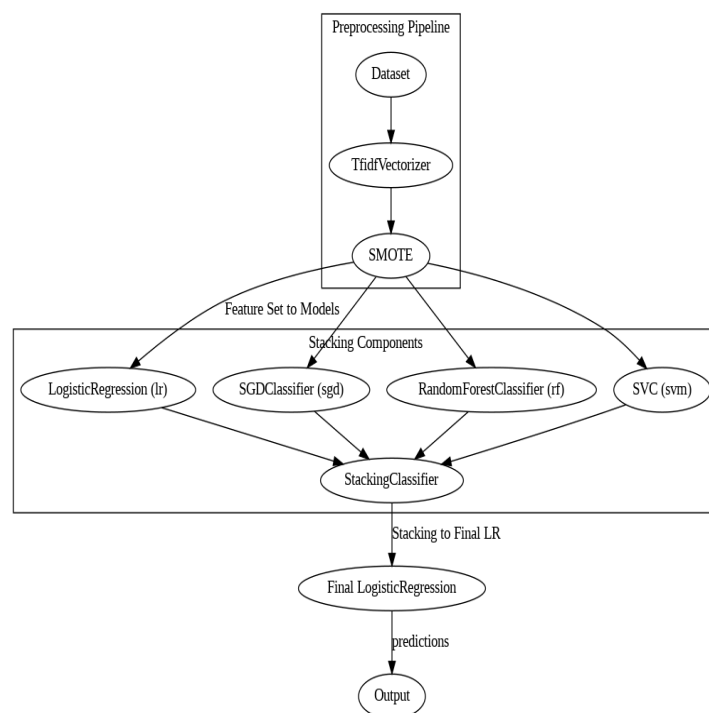 Preprocessing Pipeline
Dataset
TfidfVectorizer
SMOTE
Feature Set to Models
Stacking Components
LogisticRegression (lr)
SGDClassifier (sgd)
RandomForestClassifier (rf)
SVC (svm)
StackingClassifier
Stacking to Final LR
Final LogisticRegression
predictions
Output